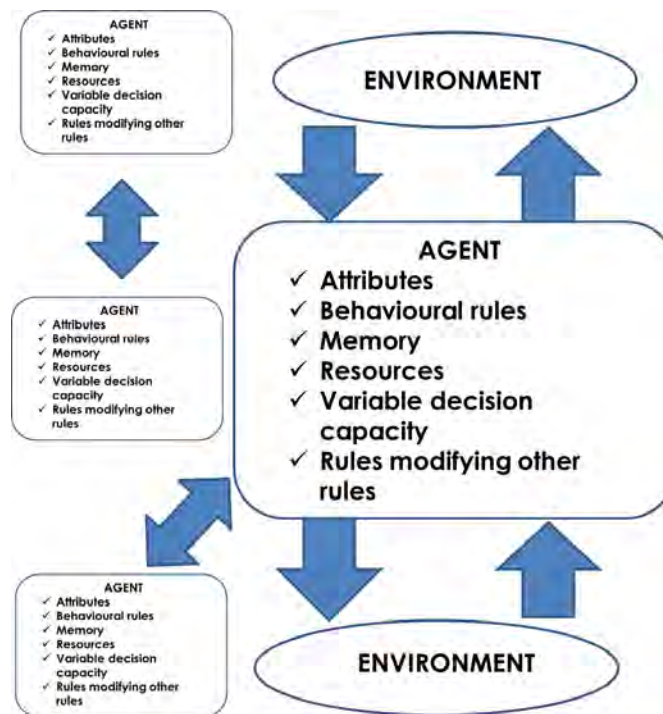 AGENT
✓ Attributes
✓ Behavioural rules
✓ Memory
✓ Resources
✓ Variable decision
capacity
✓ Rules modifying other
rules
ENVIRONMENT
AGENT
✓ Attributes
✓ Behavioural rules
✓ Memory
✓ Resources
✓ Variable decision
capacity
✓ Rules modifying other
rules
AGENT
✓ Attributes
✓ Behavioural rules
✓ Memory
✓ Resources
✓ Variable decision
capacity
✓ Rules modifying other
rules
AGENT
✓ Attributes
✓ Behavioural rules
✓ Memory
✓ Resources
✓ Variable decision
capacity
✓ Rules modifying other
rules
ENVIRONMENT